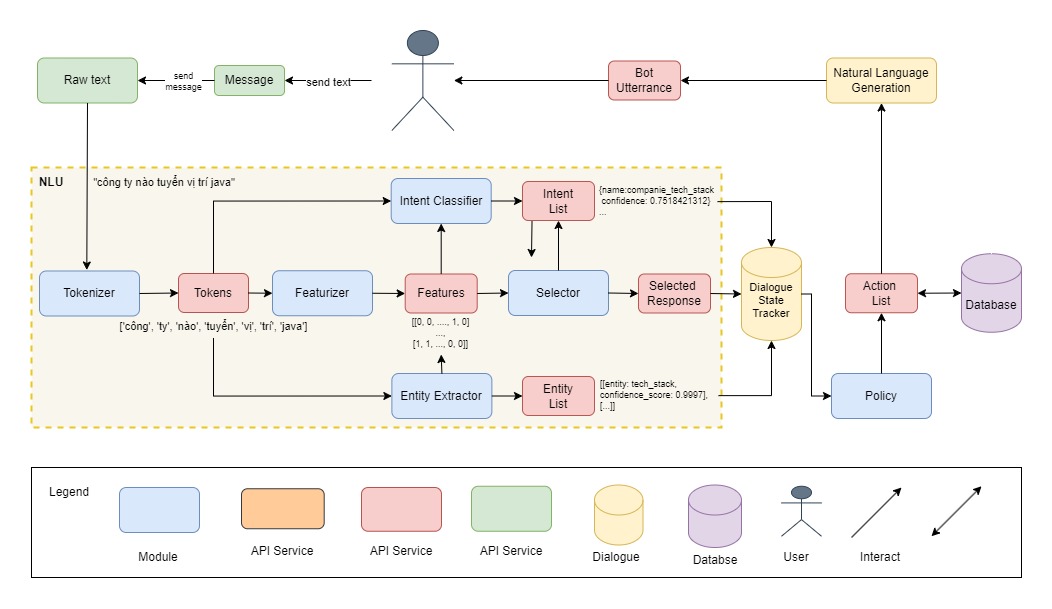 Raw text
send
message
Message
send text
Bot
Utterrance
Natural Language
Generation
NLU
"công ty nào tuyển vị trí java"
Intent Classifier
Intent
List
{name:companie_tech_stack
confidence: 0.7518421312}
...
Tokenizer
Tokens
Featurizer
Features
Selector
Selected
Response
Dialogue
State
Tracker
Action
List
Database
['công', 'ty', 'nào', 'tuyển', 'vị', 'trí', 'java']
[[0, 0, ...., 1, 0]
...,
[1, 1, ..., 0, 0]]
Entity Extractor
Entity
List
[[entity: tech_stack,
confidence_score: 0.9997],
[...]]
Policy
Legend
Module
API Service
API Service
API Service
Dialogue
Databse
User
Interact